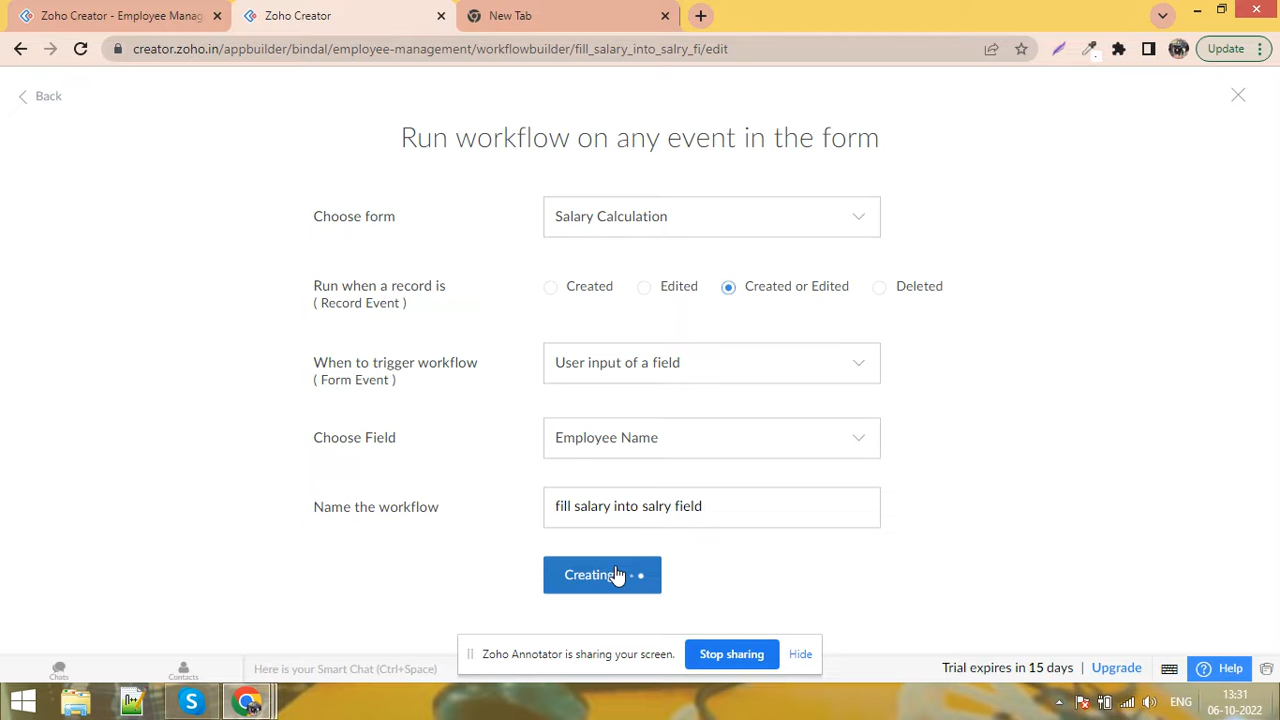 Zoho Creator - Employee Manag
Zoho Creator
New Tab
creator.zoho.in/appbuilder/bindal/employee-management/workflowbuilder/fill_salary_into_salry_fi/edit
Update
Back
Run workflow on any event in the form
Choose form
Salary Calculation
Run when a record is
( Record Event )
Created
Edited
Created or Edited
Deleted
When to trigger workflow
( Form Event )
User input of a field
Choose Field
Employee Name
Name the workflow
fill salary into salry field
Creating
Zoho Annotator is sharing your screen.
Stop sharing
Hide
Chats
Contacts
Here is your Smart Chat (Ctrl+Space)
Trial expires in 15 days
Upgrade
Help
ENG
13:31
06-10-2022